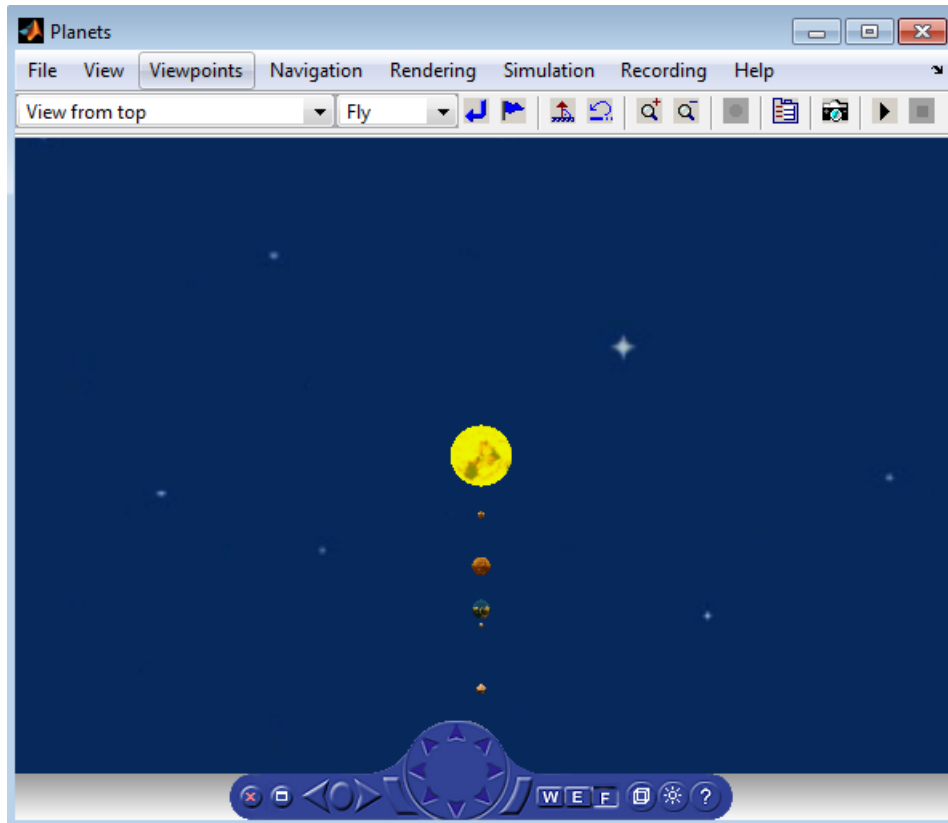 Planets
File View Viewpoints Navigation Rendering Simulation Recording Help
View from top Fly
W E F ?